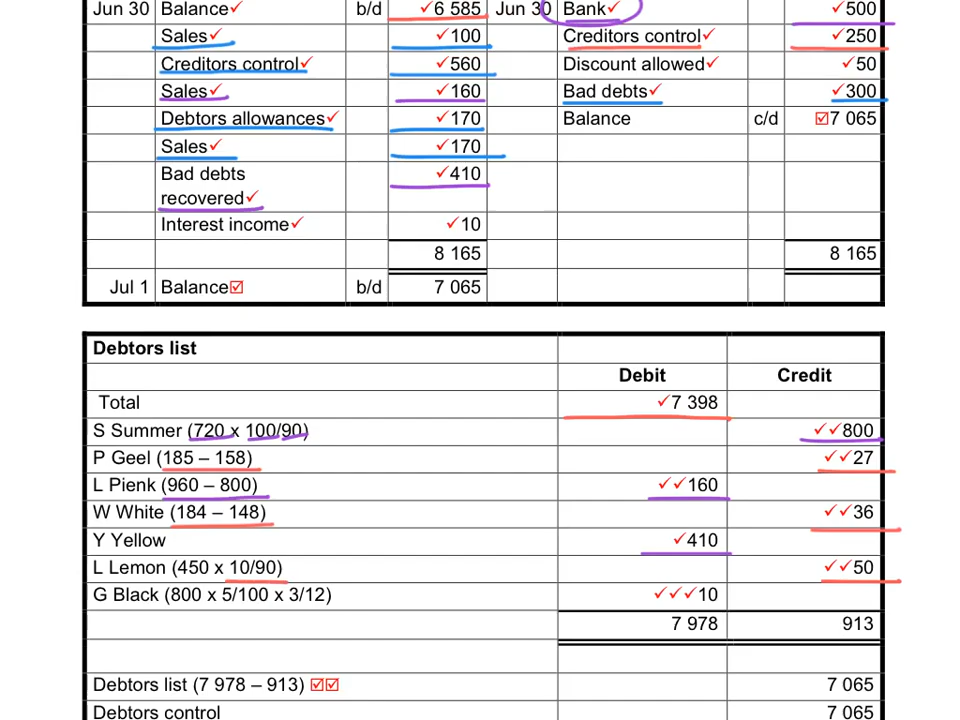 Jun 30 Balance✓ b/d ✓6 585 Jun 30 Bank✓ ✓500
Sales✓ ✓100 Creditors control✓ ✓250
Creditors control✓ ✓560 Discount allowed✓ ✓50
Sales✓ ✓160 Bad debts✓ ✓300
Debtors allowances✓ ✓170 Balance c/d ☑7 065
Sales✓ ✓170
Bad debts ✓410
recovered✓
Interest income✓ ✓10
8 165 8 165
Jul 1 Balance☑ b/d 7 065
Debtors list
Debit Credit
Total ✓7 398
S Summer (720 x 100/90) ✓✓800
P Geel (185 – 158) ✓✓27
L Pienk (960 – 800) ✓✓160
W White (184 – 148) ✓✓36
Y Yellow ✓410
L Lemon (450 x 10/90) ✓✓50
G Black (800 x 5/100 x 3/12) ✓✓✓10
7 978 913
Debtors list (7 978 – 913) ☑☑ 7 065
Debtors control 7 065